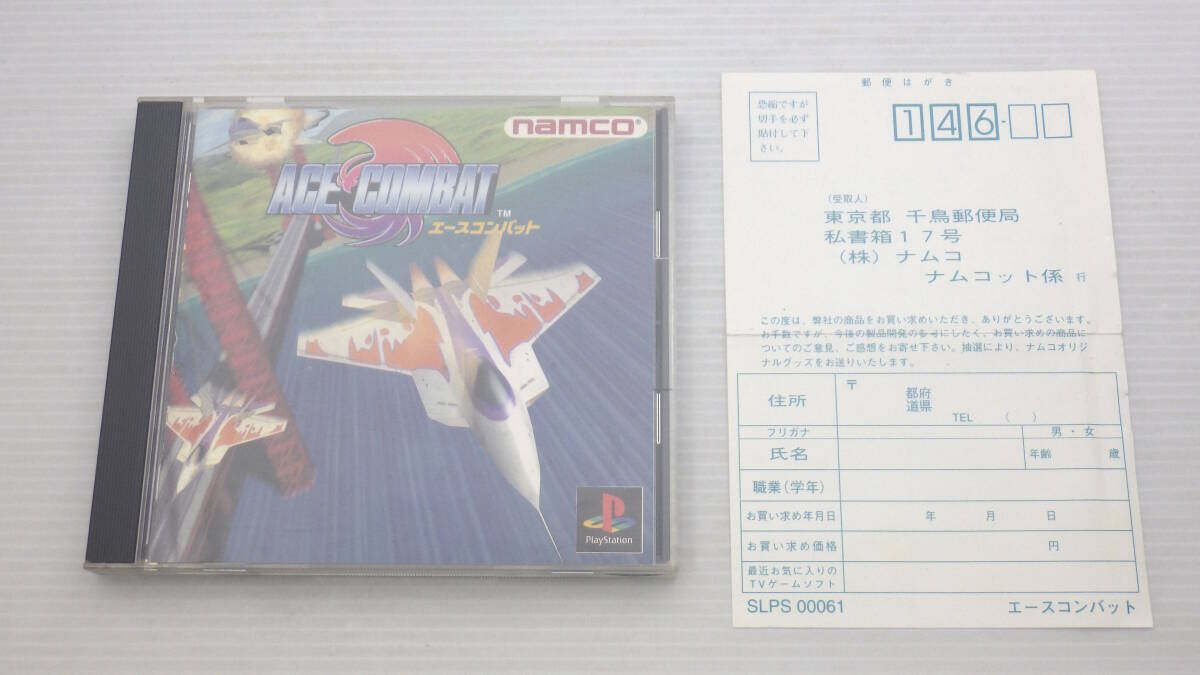 namco
ACE COMBAT
TM
エースコンバット
PlayStation
郵便はがき
恐縮ですが
切手を必ず
貼付して下
さい。
146-
(受取人)
東京都 千鳥郵便局
私書箱17号
(株)ナムコ
ナムコット係 行
この度は、弊社の商品をお買い求めいただき、ありがとうございます。
お手数ですが、今後の製品開発の参考にしたく、お買い求めの商品に
ついてのご意見、ご感想をお寄せ下さい。抽選により、ナムコオリジ
ナルグッズをお送りいたします。
住所
〒
都府
道県
TEL ( )
フリガナ
男・女
氏名
年齢 歳
職業(学年)
お買い求め年月日
年 月 日
お買い求め価格
円
最近お気に入りの
TVゲームソフト
SLPS 00061
エースコンバット